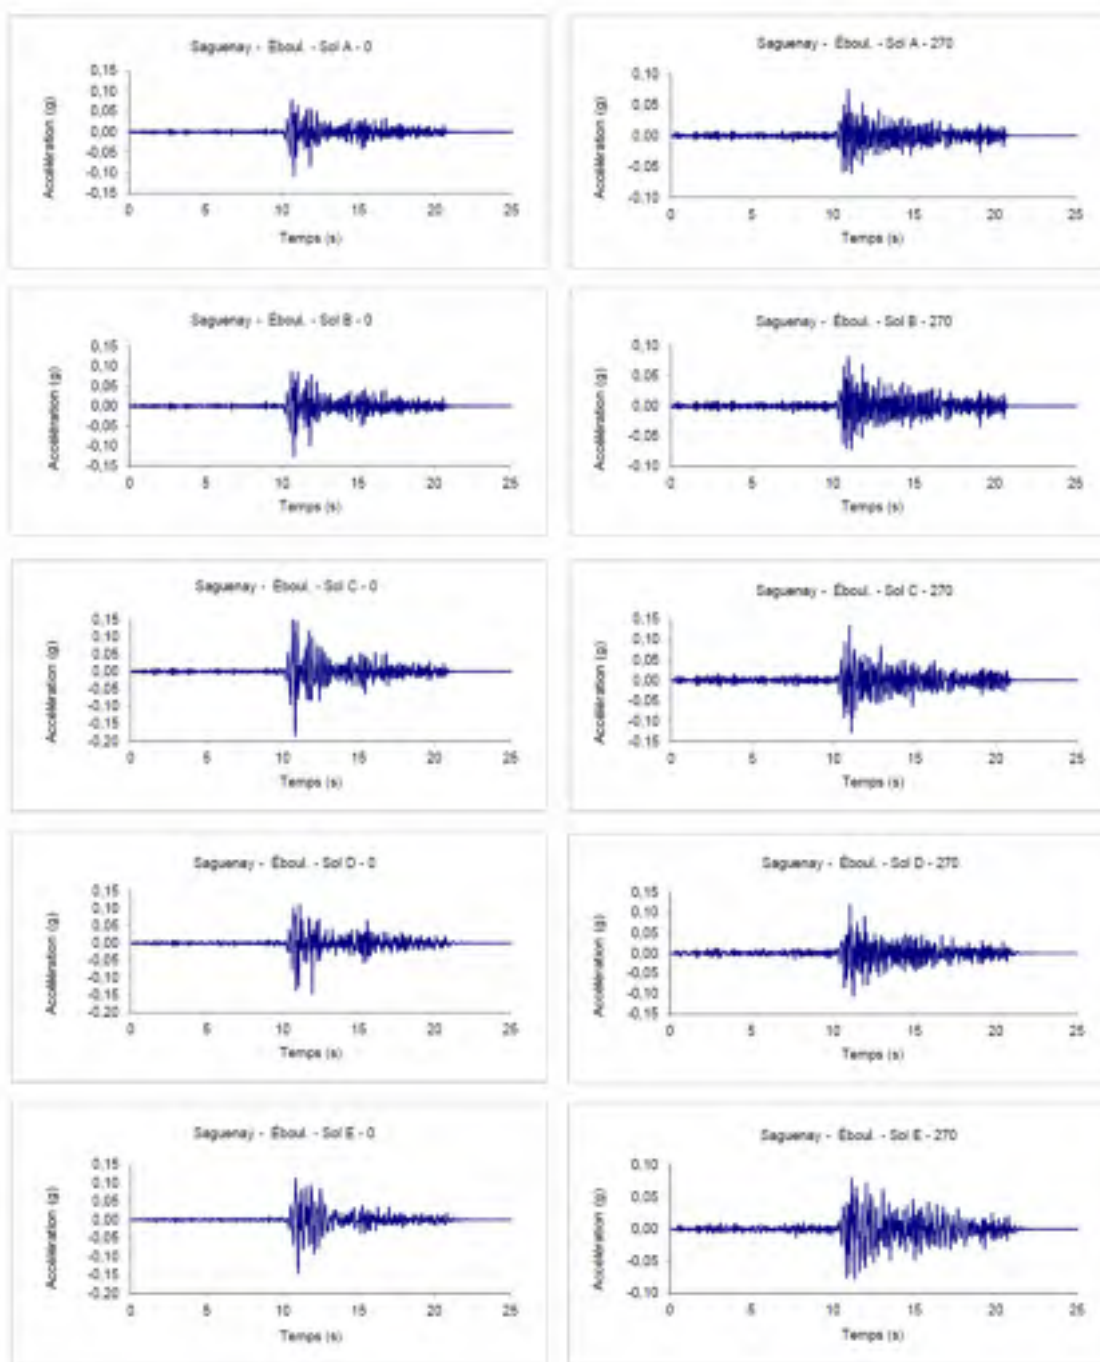 Saguenay - Éboul. - Sol A - 0
0,15
0,10
0,05
0,00
-0,05
-0,10
-0,15
Accélération (g)
0 5 10 15 20 25
Temps (s)
Saguenay - Éboul. - Sol A - 270
0,10
0,05
0,00
-0,05
-0,10
Accélération (g)
0 5 10 15 20 25
Temps (s)
Saguenay - Éboul. - Sol B - 0
0,15
0,10
0,05
0,00
-0,05
-0,10
-0,15
Accélération (g)
0 5 10 15 20 25
Temps (s)
Saguenay - Éboul. - Sol B - 270
0,10
0,05
0,00
-0,05
-0,10
Accélération (g)
0 5 10 15 20 25
Temps (s)
Saguenay - Éboul. - Sol C - 0
0,15
0,10
0,05
0,00
-0,05
-0,10
-0,15
-0,20
Accélération (g)
0 5 10 15 20 25
Temps (s)
Saguenay - Éboul. - Sol C - 270
0,15
0,10
0,05
0,00
-0,05
-0,10
-0,15
Accélération (g)
0 5 10 15 20 25
Temps (s)
Saguenay - Éboul. - Sol D - 0
0,15
0,10
0,05
0,00
-0,05
-0,10
-0,15
-0,20
Accélération (g)
0 5 10 15 20 25
Temps (s)
Saguenay - Éboul. - Sol D - 270
0,15
0,10
0,05
0,00
-0,05
-0,10
-0,15
Accélération (g)
0 5 10 15 20 25
Temps (s)
Saguenay - Éboul. - Sol E - 0
0,15
0,10
0,05
0,00
-0,05
-0,10
-0,15
-0,20
Accélération (g)
0 5 10 15 20 25
Temps (s)
Saguenay - Éboul. - Sol E - 270
0,10
0,05
0,00
-0,05
-0,10
Accélération (g)
0 5 10 15 20 25
Temps (s)